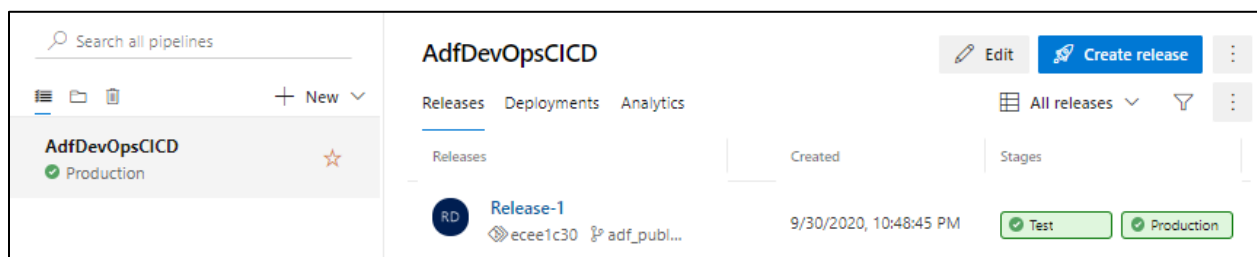 Search all pipelines
New
AdfDevOpsCICD
Production
AdfDevOpsCICD
Edit
Create release
Releases Deployments Analytics
All releases
Releases Created Stages
RD
Release-1
ecee1c30 adf_publ...
9/30/2020, 10:48:45 PM
Test
Production